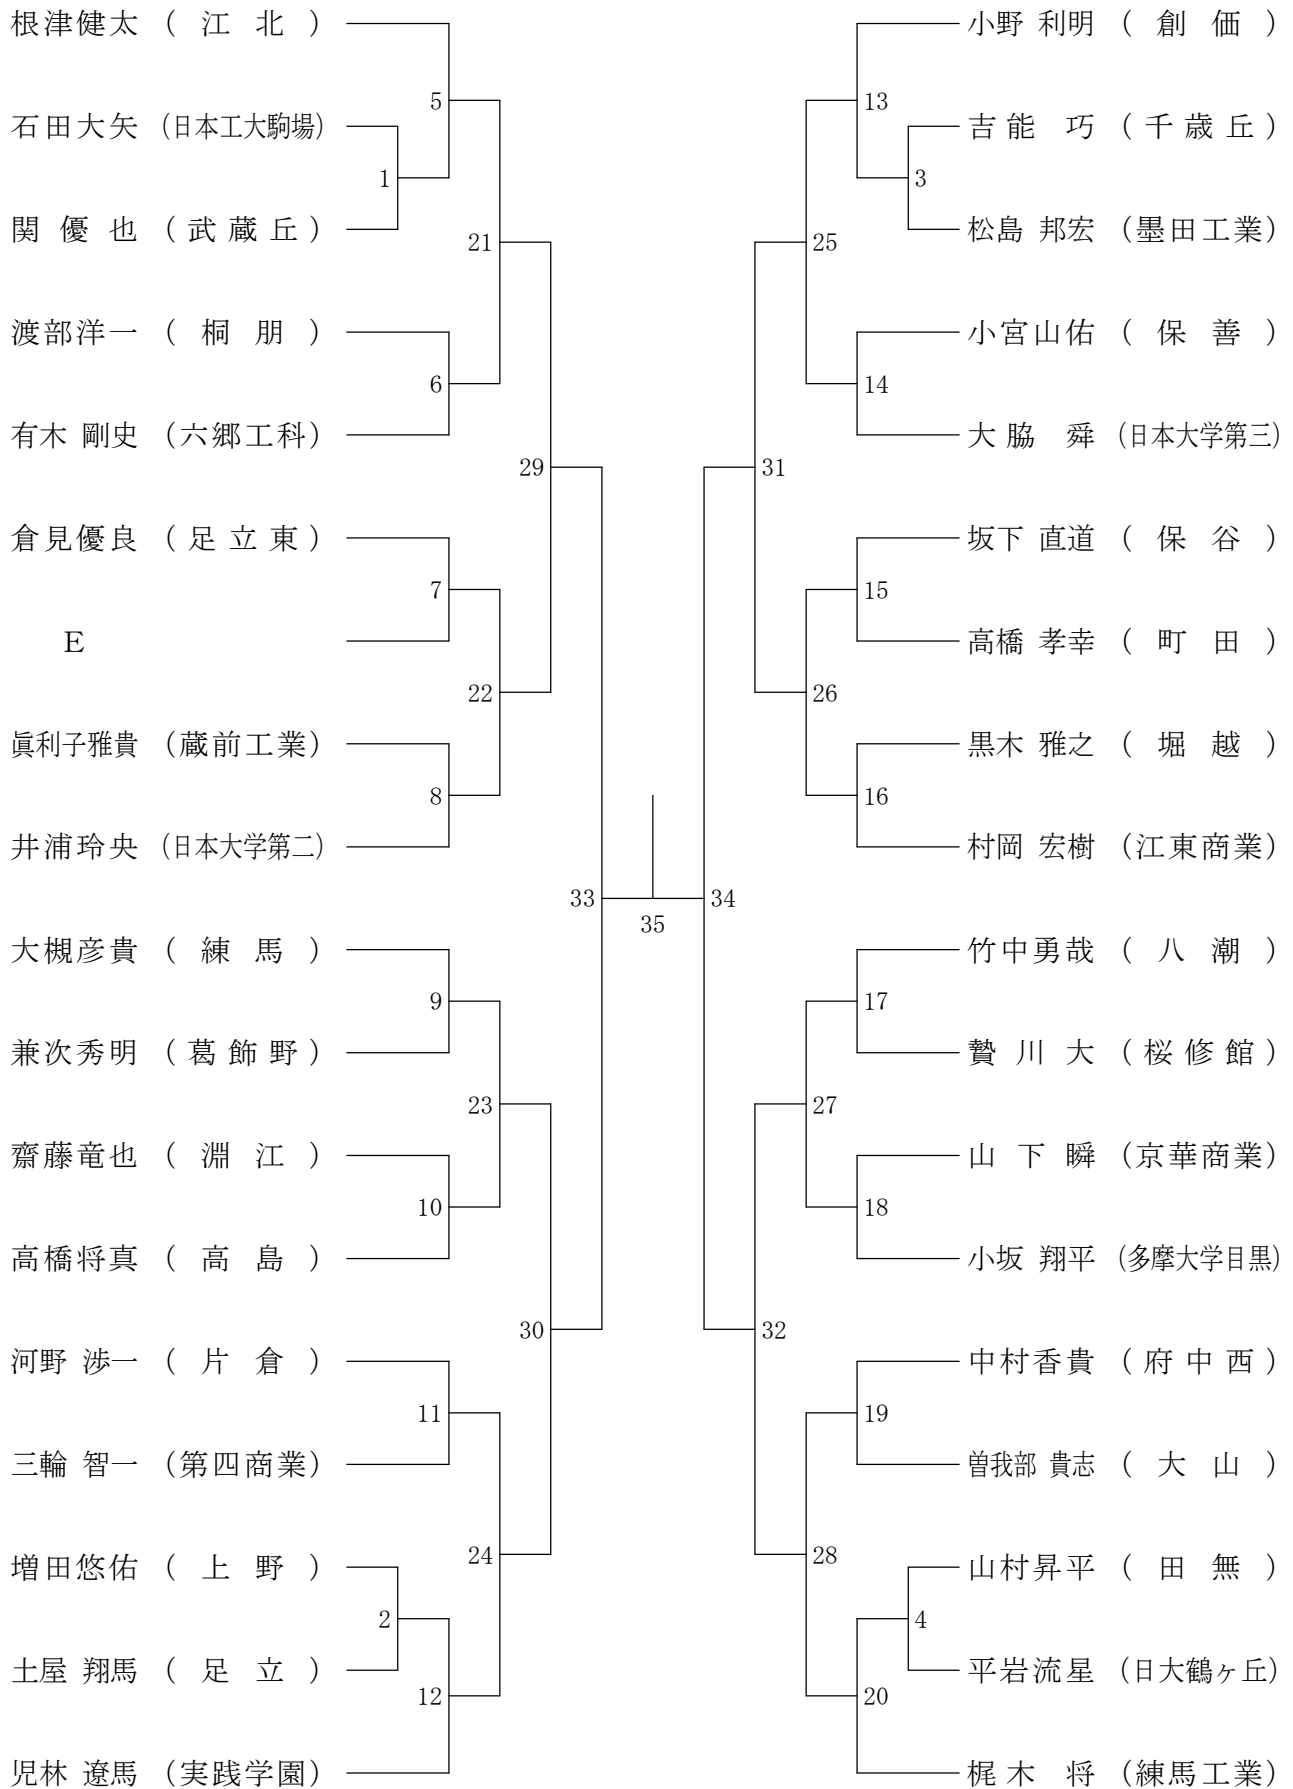 根津健太 （ 江 北 ）
5
石田大矢 （日本工大駒場）
1
関 優 也 （ 武 蔵 丘 ）
21
渡部洋一 （ 桐 朋 ）
6
有木 剛史 （六郷工科）
29
倉見優良 （ 足 立 東 ）
7
E
22
眞利子雅貴 （蔵前工業）
8
井浦玲央 （日本大学第二）
33
大槻彦貴 （ 練 馬 ）
9
兼次秀明 （ 葛 飾 野 ）
23
齋藤竜也 （ 淵 江 ）
10
高橋将真 （ 高 島 ）
30
河野 渉一 （ 片 倉 ）
11
三輪 智一 （第四商業）
24
増田悠佑 （ 上 野 ）
2
土屋 翔馬 （ 足 立 ）
12
児林 遼馬 （実践学園）
35
小野 利明 （ 創 価 ）
13
吉 能 巧 （ 千 歳 丘 ）
3
松島 邦宏 （墨田工業）
25
小宮山佑 （ 保 善 ）
14
大 脇 舜 （日本大学第三）
31
坂下 直道 （ 保 谷 ）
15
高橋 孝幸 （ 町 田 ）
26
黒木 雅之 （ 堀 越 ）
16
村岡 宏樹 （江東商業）
34
竹中勇哉 （ 八 潮 ）
17
贄 川 大 （ 桜 修 館 ）
27
山 下 瞬 （京華商業）
18
小坂 翔平 （多摩大学目黒）
32
中村香貴 （ 府 中 西 ）
19
曽我部 貴志 （ 大 山 ）
28
山村昇平 （ 田 無 ）
4
平岩流星 （日大鶴ヶ丘）
20
梶 木 将 （練馬工業）